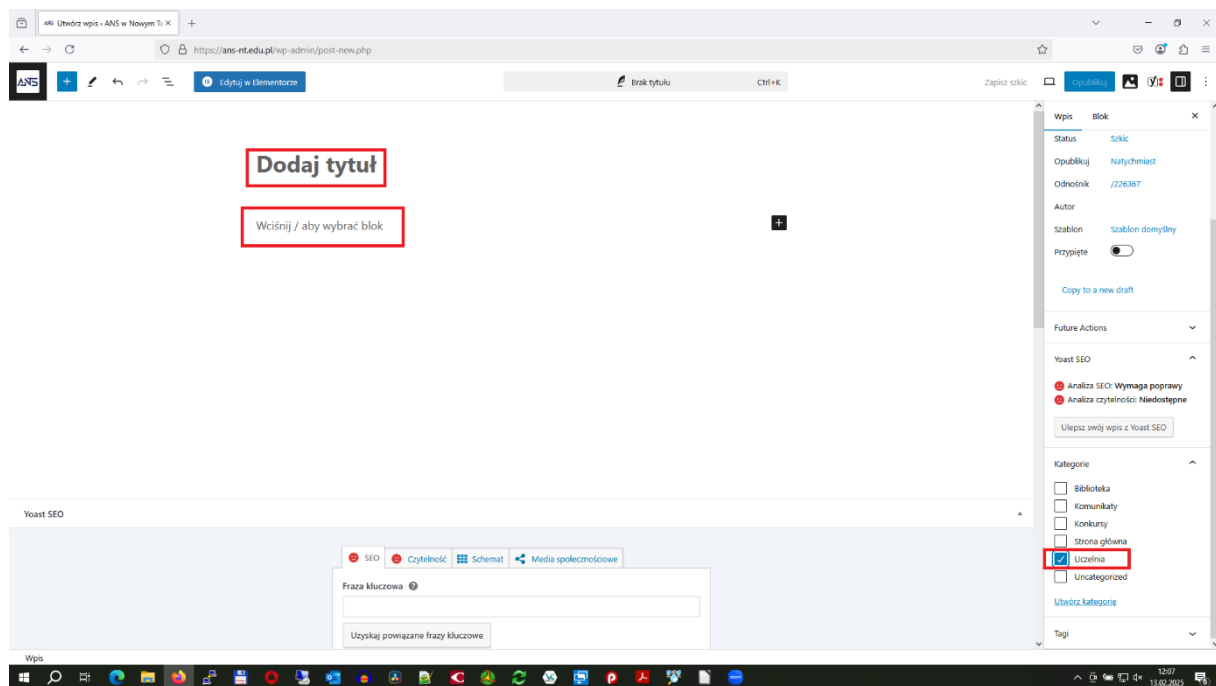 Utwórz wpis ‹ ANS w Nowym To
https://ans-nt.edu.pl/wp-admin/post-new.php
ANS
Edytuj w Elementorze
Brak tytułu
Ctrl+K
Zapisz szkic
Opublikuj
Dodaj tytuł
Wciśnij / aby wybrać blok
Wpis Blok
Status Szkic
Opublikuj Natychmiast
Odnośnik /226367
Autor
Szablon Szablon domyślny
Przypięte
Copy to a new draft
Future Actions
Yoast SEO
Analiza SEO: Wymaga poprawy
Analiza czytelności: Niedostępne
Ulepsz swój wpis z Yoast SEO
Kategorie
Biblioteka
Komunikaty
Konkursy
Strona główna
Uczelnia
Uncategorized
Utwórz kategorię
Tagi
Yoast SEO
SEO Czytelność Schemat Media społecznościowe
Fraza kluczowa
Uzyskaj powiązane frazy kluczowe
Wpis
12:07
13.02.2025